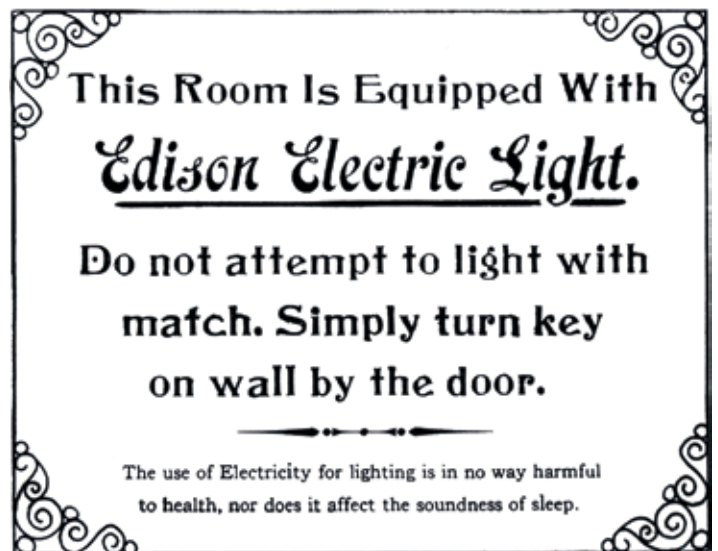 This Room Is Equipped With
Edison Electric Light.
Do not attempt to light with
match. Simply turn key
on wall by the door.
The use of Electricity for lighting is in no way harmful
to health, nor does it affect the soundness of sleep.